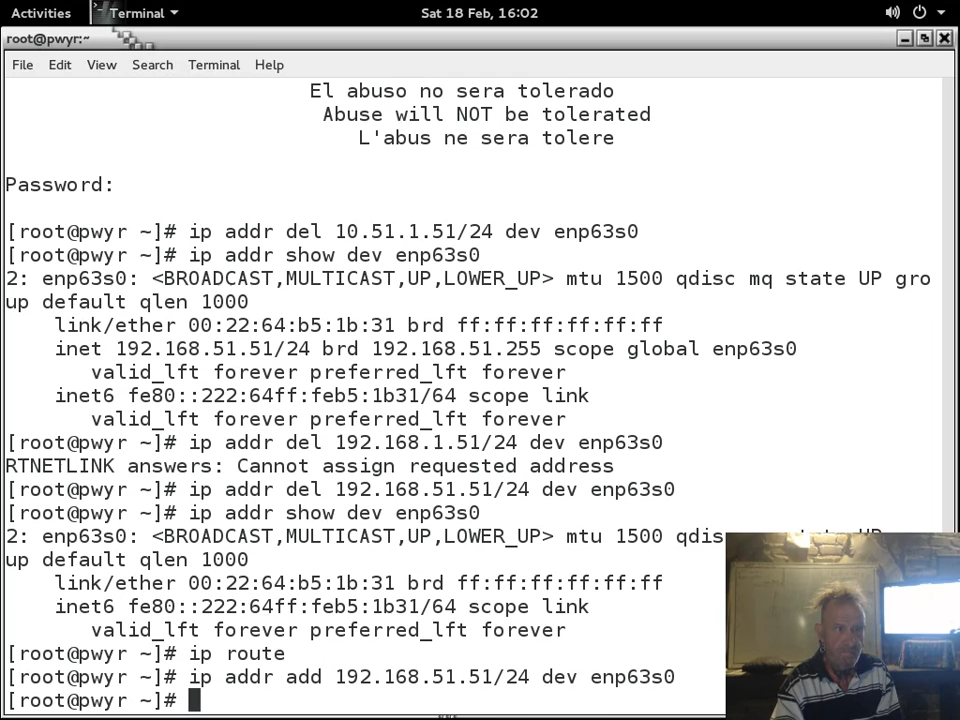 Activities
Terminal
Sat 18 Feb, 16:02
root@pwyr:~
File Edit View Search Terminal Help
El abuso no sera tolerado
Abuse will NOT be tolerated
L'abus ne sera tolere
Password:
[root@pwyr ~]# ip addr del 10.51.1.51/24 dev enp63s0
[root@pwyr ~]# ip addr show dev enp63s0
2: enp63s0: <BROADCAST,MULTICAST,UP,LOWER_UP> mtu 1500 qdisc mq state UP gro
up default qlen 1000
link/ether 00:22:64:b5:1b:31 brd ff:ff:ff:ff:ff:ff
inet 192.168.51.51/24 brd 192.168.51.255 scope global enp63s0
valid_lft forever preferred_lft forever
inet6 fe80::222:64ff:feb5:1b31/64 scope link
valid_lft forever preferred_lft forever
[root@pwyr ~]# ip addr del 192.168.1.51/24 dev enp63s0
RTNETLINK answers: Cannot assign requested address
[root@pwyr ~]# ip addr del 192.168.51.51/24 dev enp63s0
[root@pwyr ~]# ip addr show dev enp63s0
2: enp63s0: <BROADCAST,MULTICAST,UP,LOWER_UP> mtu 1500
up default qlen 1000
link/ether 00:22:64:b5:1b:31 brd ff:ff:ff:ff:ff:ff
inet6 fe80::222:64ff:feb5:1b31/64 scope link
valid_lft forever preferred_lft forever
[root@pwyr ~]# ip route
[root@pwyr ~]# ip addr add 192.168.51.51/24 dev enp63s0
[root@pwyr ~]#